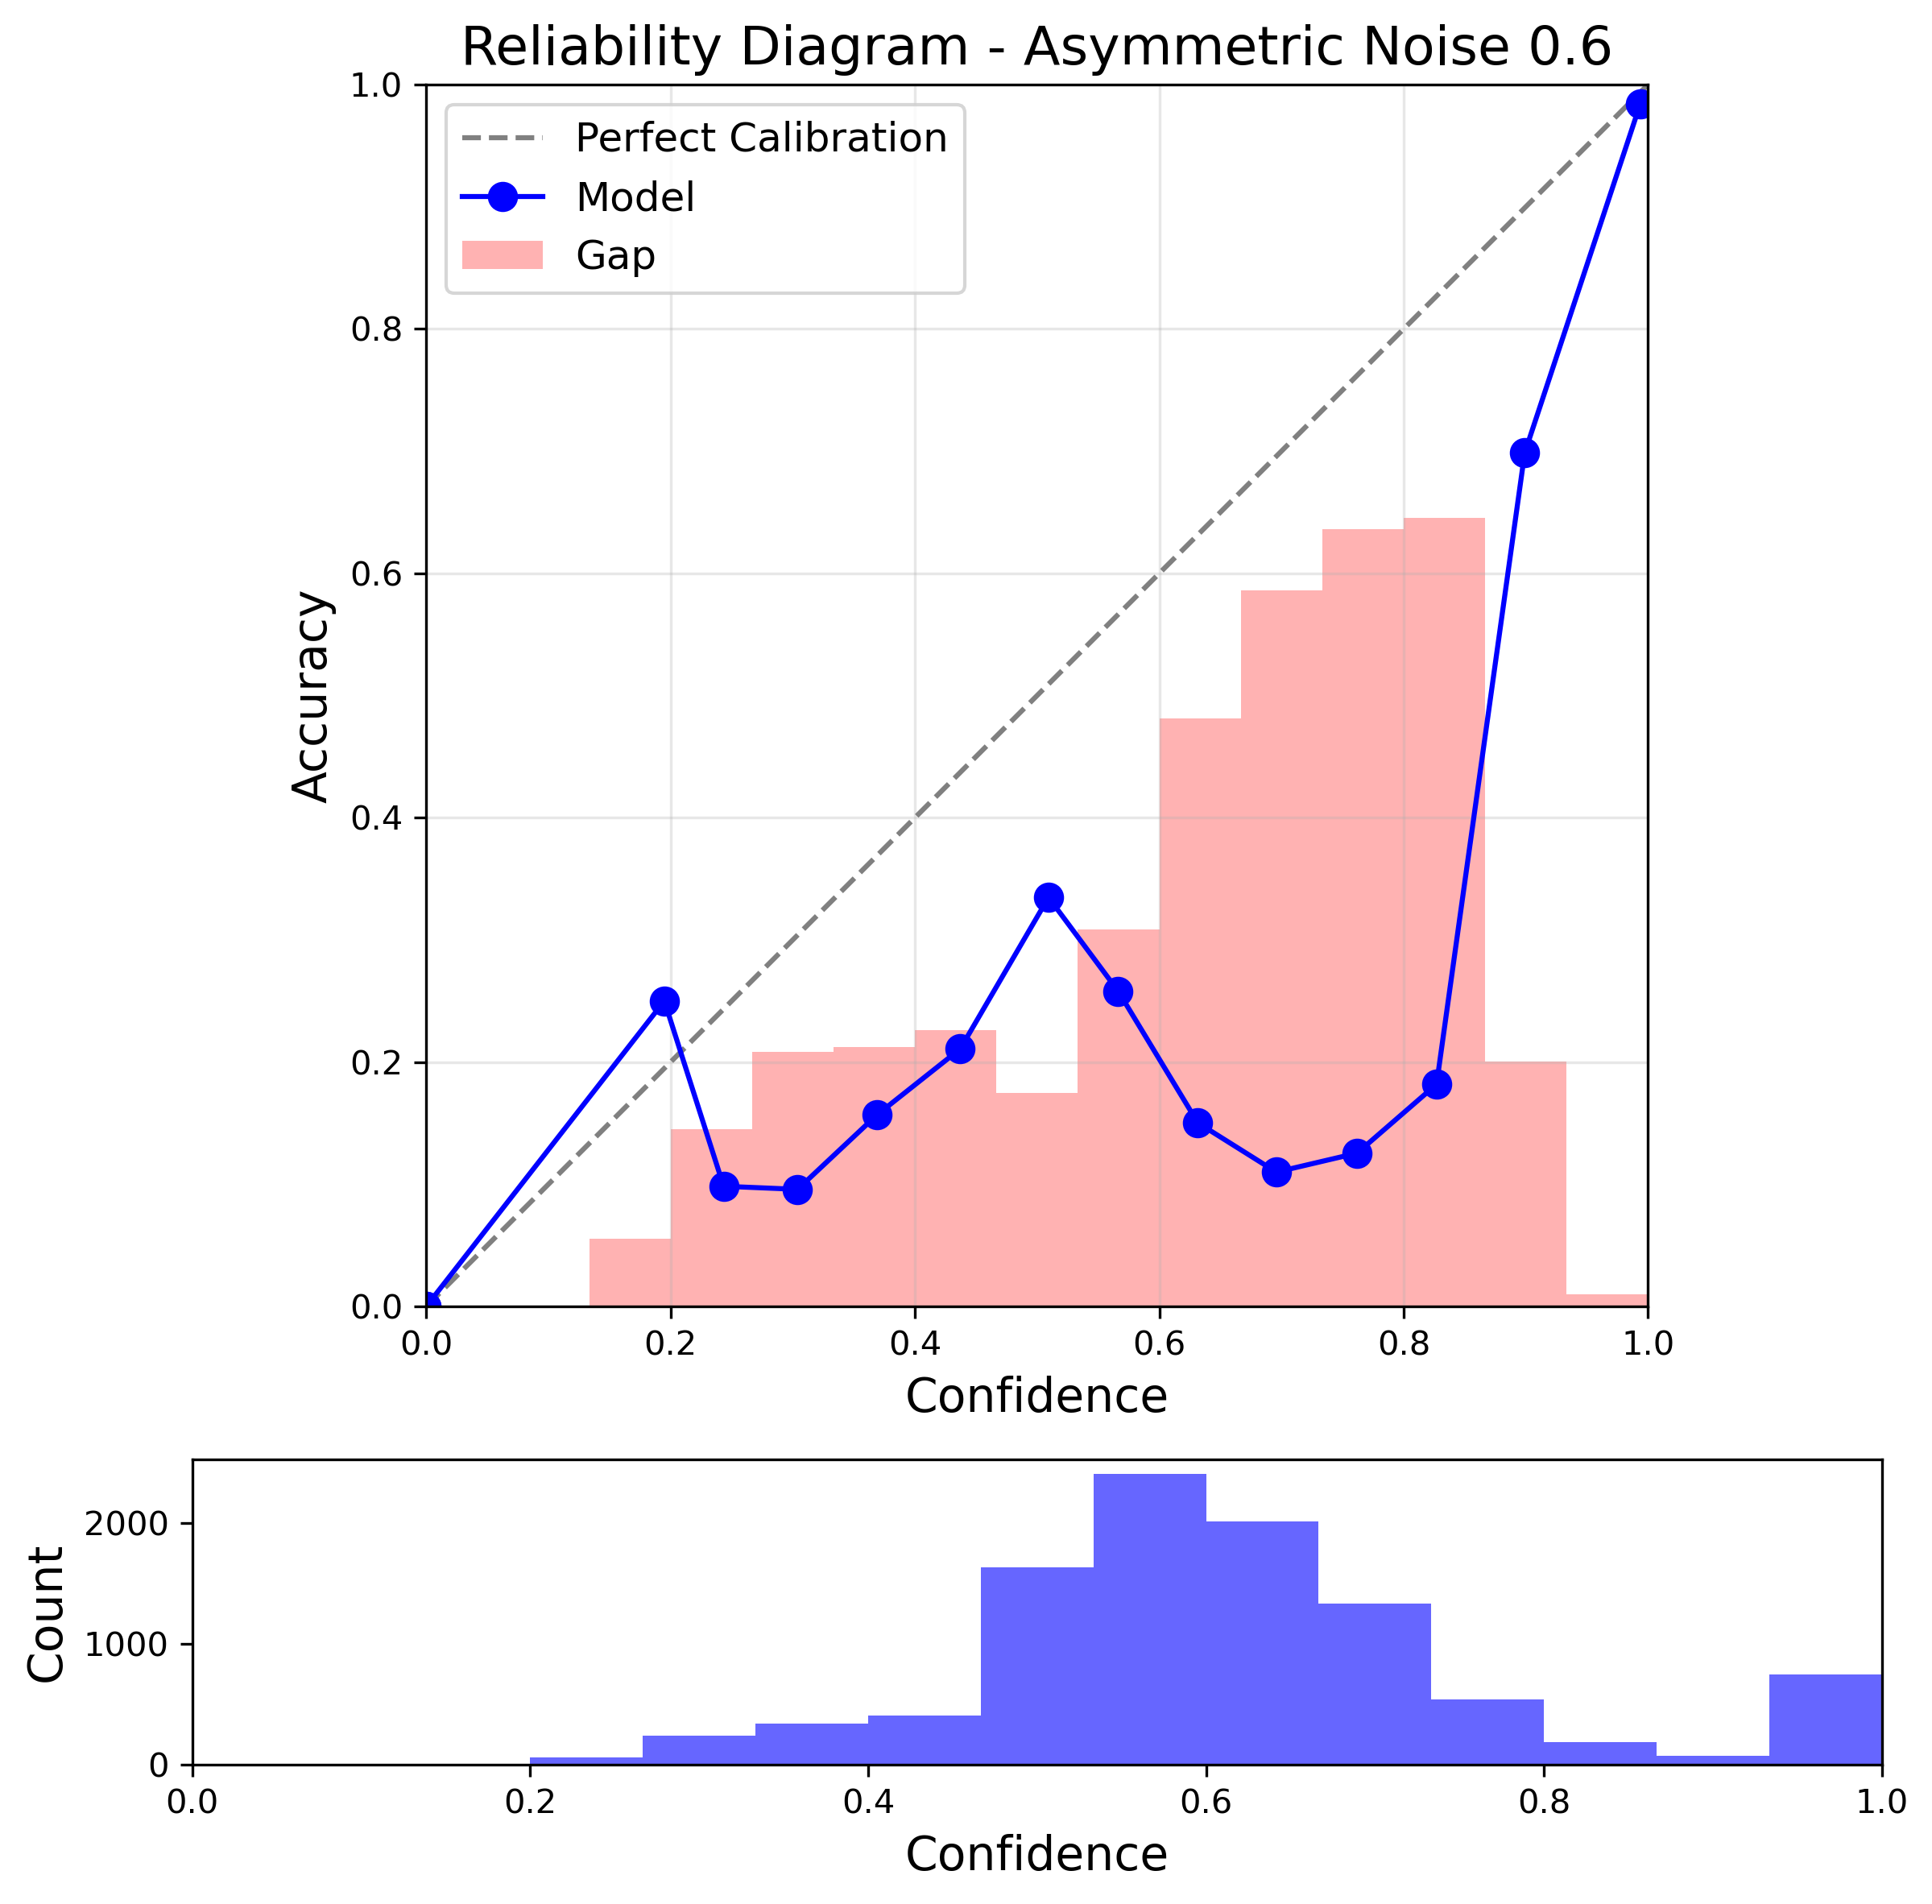 Reliability Diagram - Asymmetric Noise 0.6
Perfect Calibration
Model
Gap
Accuracy
1.0
0.8
0.6
0.4
0.2
0.0
0.0 0.2 0.4 0.6 0.8 1.0
Confidence
Count
2000
1000
0
0.0 0.2 0.4 0.6 0.8 1.0
Confidence